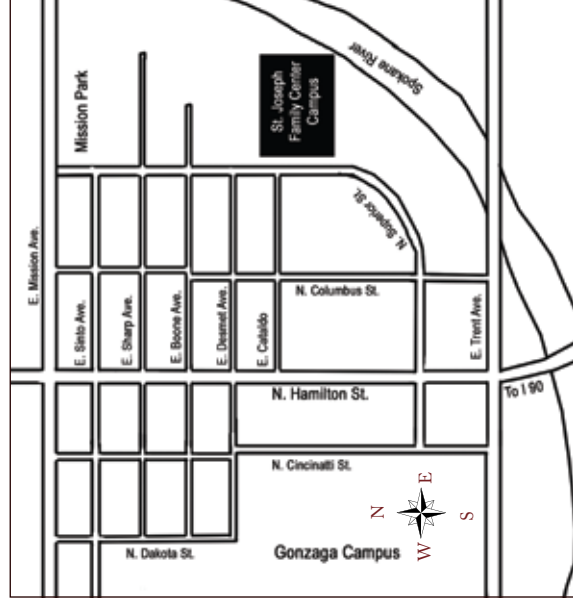 Spokane River
St. Joseph
Family Center
Campus
Mission Park
N. Superior St.
E. Mission Ave.
E. Sinto Ave.
E. Sharp Ave.
E. Boone Ave.
E. Desmet Ave.
E. Cataldo
N. Columbus St.
E. Trent Ave.
N. Hamilton St.
To I 90
N. Cincinatti St.
N
E
S
W
N. Dakota St.
Gonzaga Campus